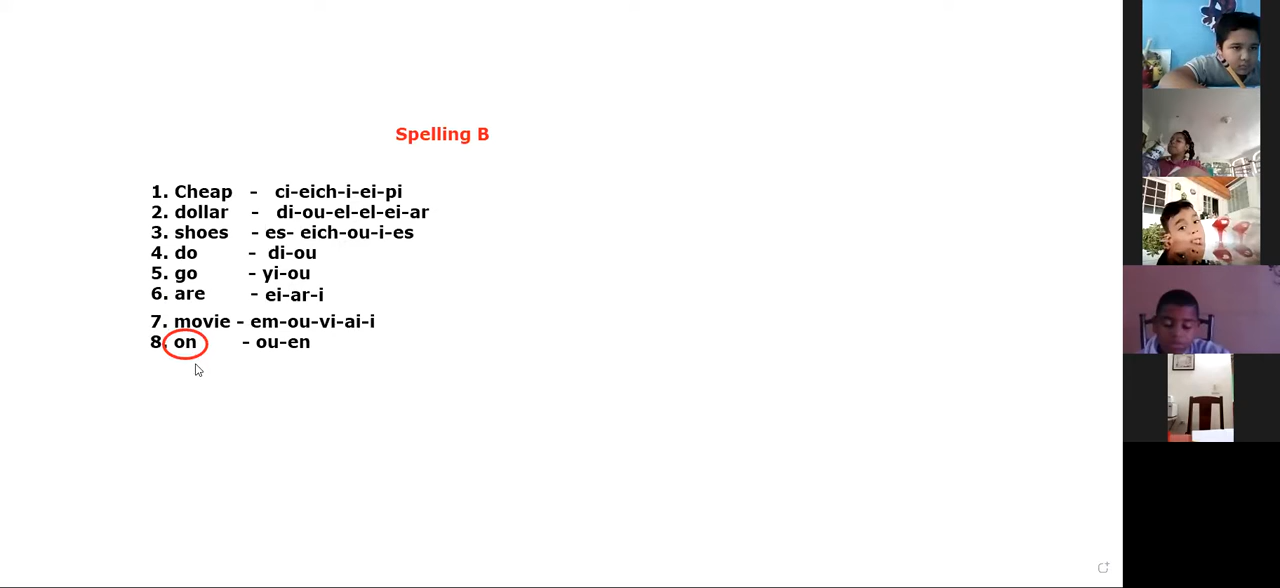 Spelling B
1. Cheap - ci-eich-i-ei-pi
2. dollar - di-ou-el-el-ei-ar
3. shoes - es- eich-ou-i-es
4. do - di-ou
5. go - yi-ou
6. are - ei-ar-i
7. movie - em-ou-vi-ai-i
8. on - ou-en